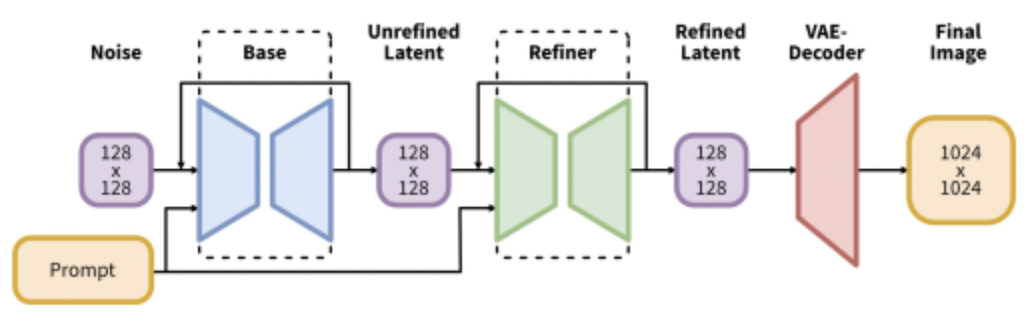 Noise
Base
Unrefined
Latent
Refiner
Refined
Latent
VAE-
Decoder
Final
Image
128
x
128
128
x
128
128
x
128
1024
x
1024
Prompt